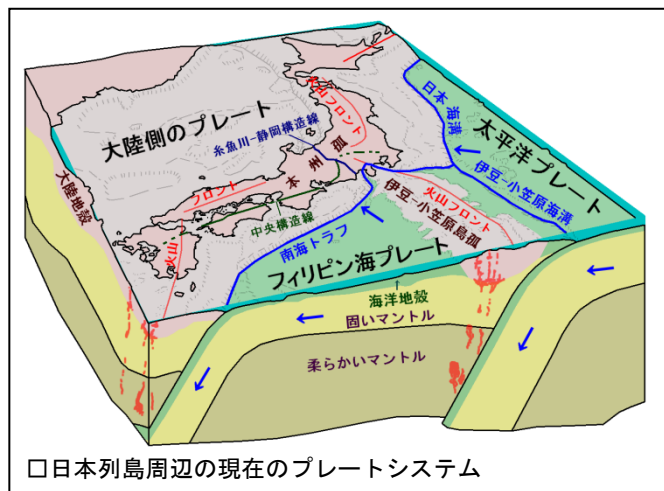 大陸側のプレート
糸魚川-静岡構造線
火山フロント
日本 海溝
太平洋プレート
伊豆-小笠原海溝
本 州 弧
火山フロント
中央構造線
火山フロント
伊豆-小笠原島孤
南海トラフ
フィリピン海プレート
大陸地殻
海洋地殻
固いマントル
柔らかいマントル
□日本列島周辺の現在のプレートシステム